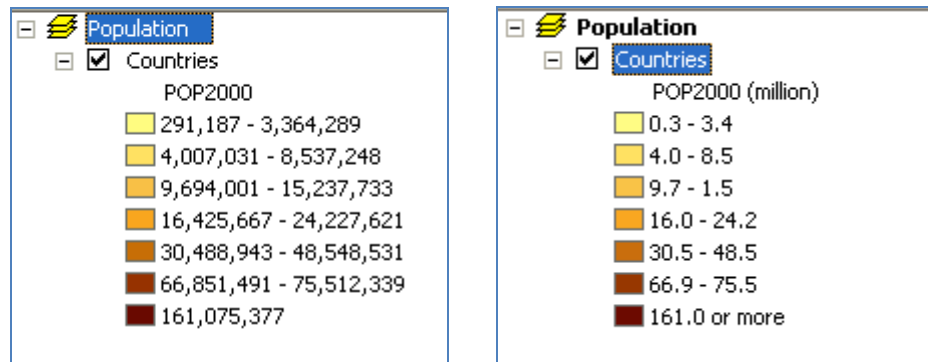 Population
Countries
POP2000
291,187 - 3,364,289
4,007,031 - 8,537,248
9,694,001 - 15,237,733
16,425,667 - 24,227,621
30,488,943 - 48,548,531
66,851,491 - 75,512,339
161,075,377
Population
Countries
POP2000 (million)
0.3 - 3.4
4.0 - 8.5
9.7 - 1.5
16.0 - 24.2
30.5 - 48.5
66.9 - 75.5
161.0 or more